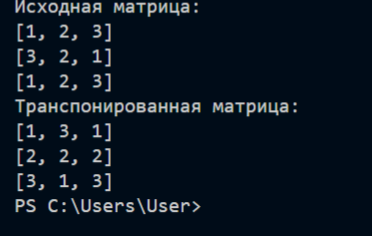 Исходная матрица:
[1, 2, 3]
[3, 2, 1]
[1, 2, 3]
Транспонированная матрица:
[1, 3, 1]
[2, 2, 2]
[3, 1, 3]
PS C:\Users\User>